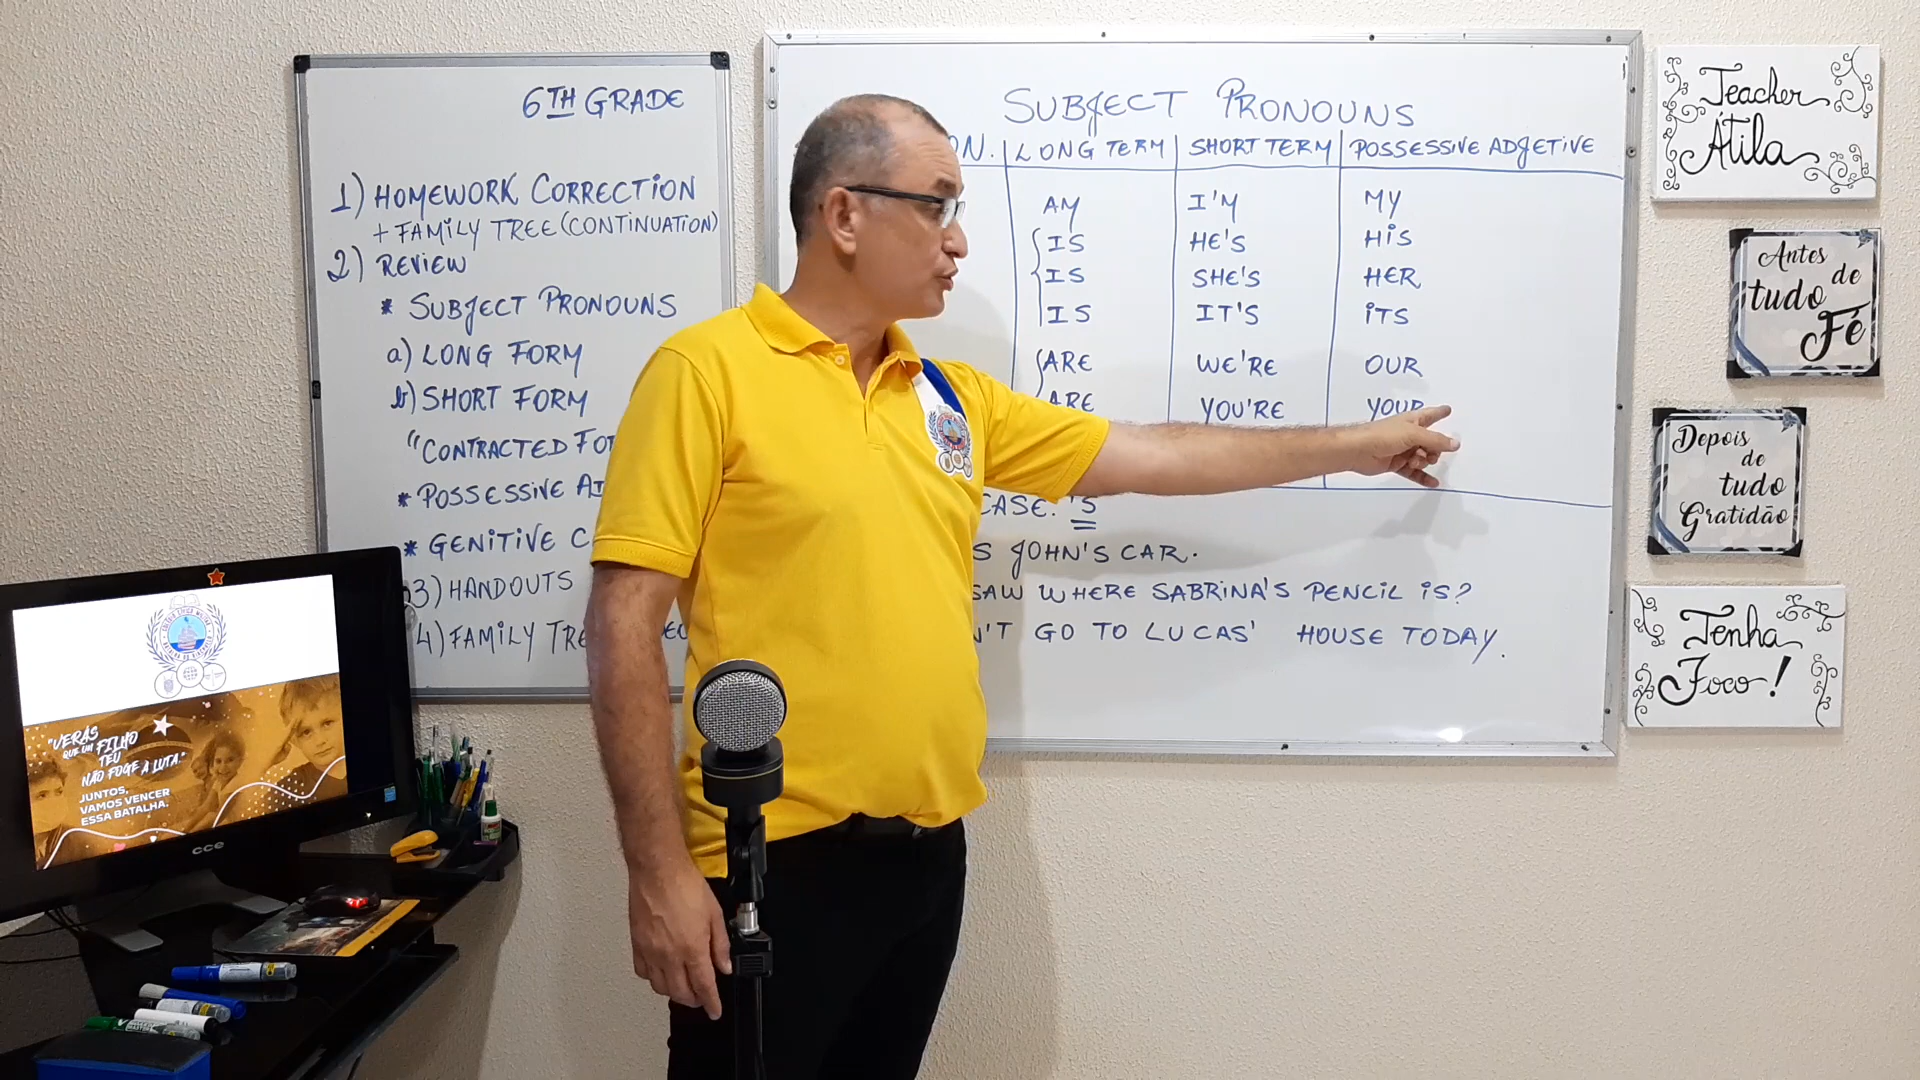 6TH GRADE
1) HOMEWORK CORRECTION
+ FAMILY TREE (CONTINUATION)
2) REVIEW
* SUBJECT PRONOUNS
a) LONG FORM
b) SHORT FORM
"CONTRACTED
* POSSESSIVE
* GENITIVE
3) HANDOUTS
4) FAMILY
SUBJECT PRONOUNS
LONG TERM SHORT TERM POSSESSIVE ADJETIVE
AM I'M MY
IS HE'S HIS
IS SHE'S HER
IS IT'S ITS
ARE WE'RE OUR
ARE YOU'RE YOUR
CASE: 'S
JOHN'S CAR.
SAW WHERE SABRINA'S PENCIL IS?
GO TO LUCAS' HOUSE TODAY.
Teacher
Átila
Antes
de
tudo
Fé
Depois
de
tudo
Gratidão
Tenha
Foco!
"VERÁS
QUE UM FILHO
TEU
NÃO FOGE À LUTA."
JUNTOS,
VAMOS VENCER
ESSA BATALHA.
cce